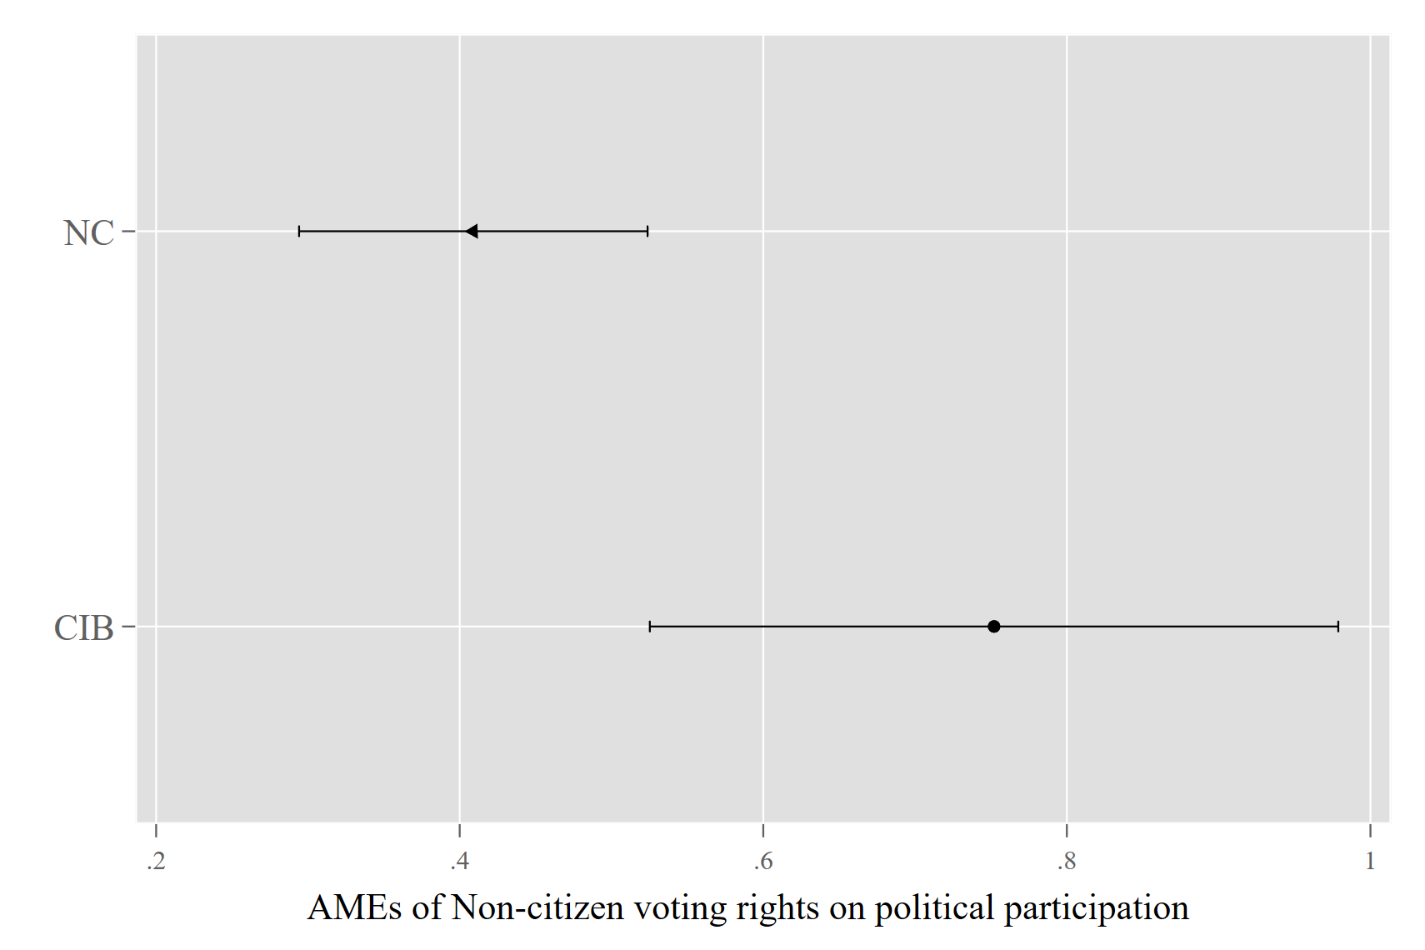 NC
CIB
.2 .4 .6 .8 1
AMEs of Non-citizen voting rights on political participation